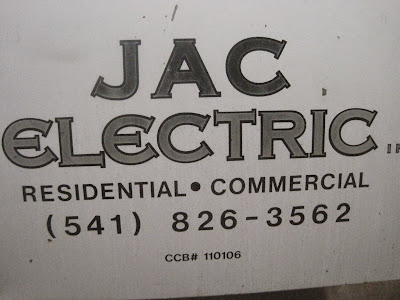 JAC
ELECTRIC
RESIDENTIAL • COMMERCIAL
(541) 826-3562
CCB# 110106